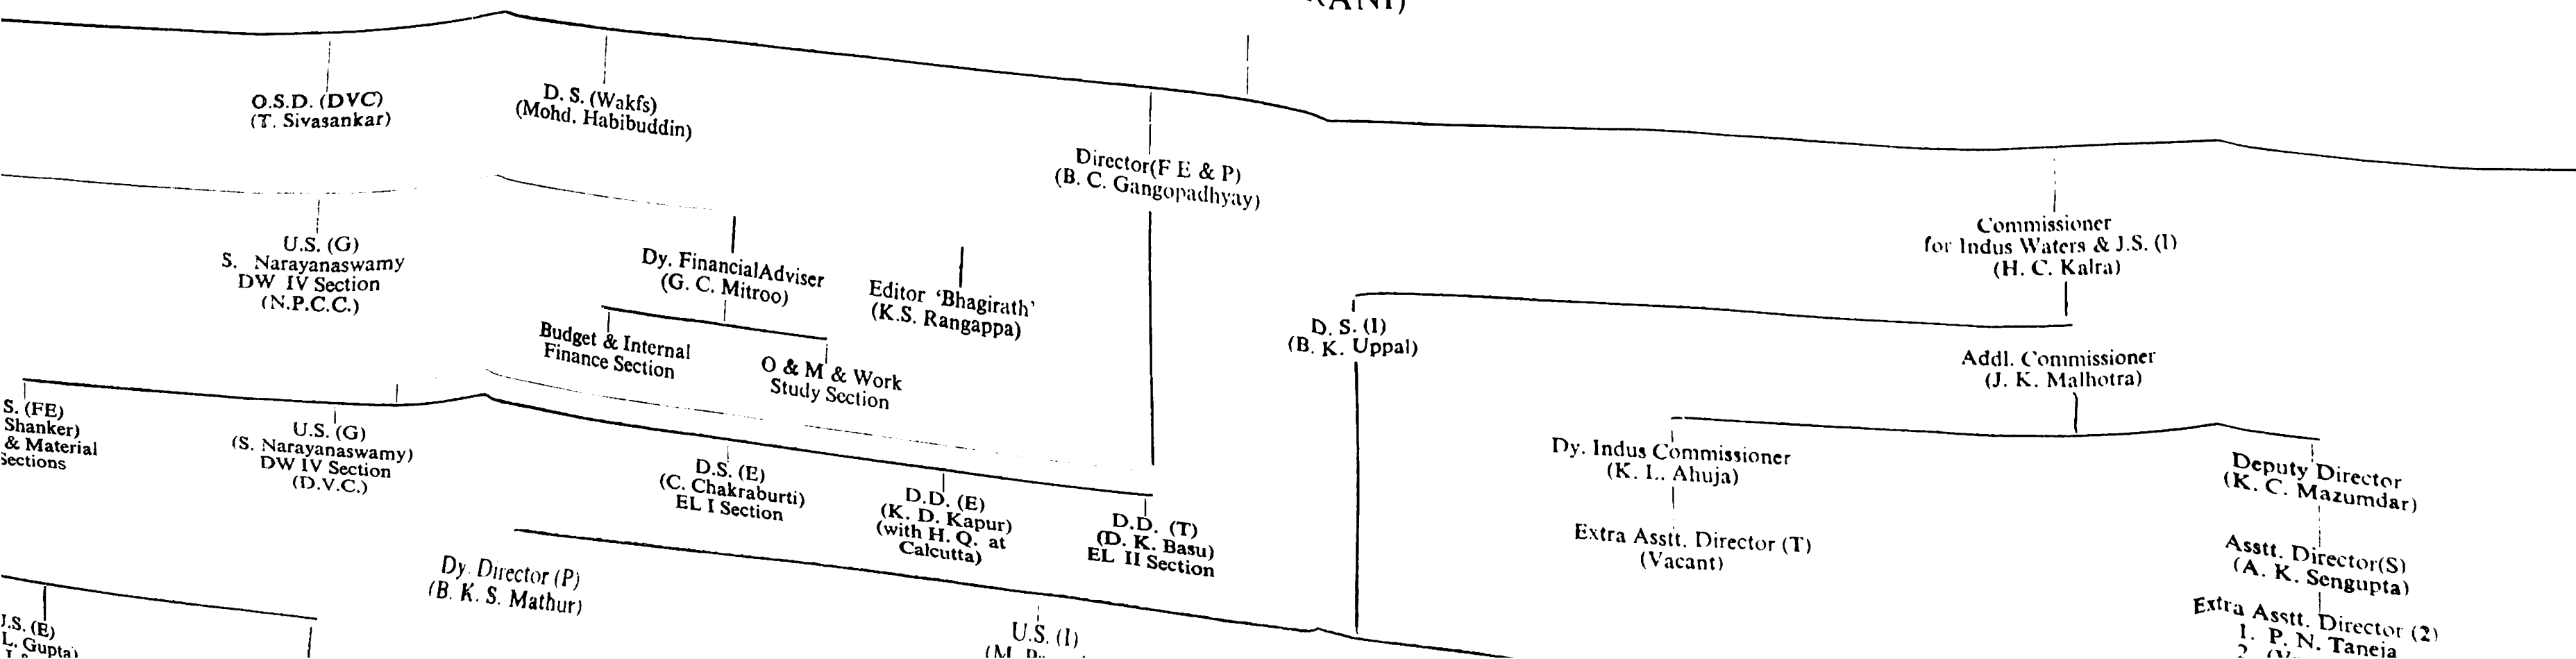 O.S.D. (DVC)
(T. Sivasankar)
D. S. (Wakfs)
(Mohd. Habibuddin)
Director(F E & P)
(B. C. Gangopadhyay)
Commissioner
for Indus Waters & J.S. (I)
(H. C. Kalra)
U.S. (G)
S. Narayanaswamy
DW IV Section
(N.P.C.C.)
Dy. FinancialAdviser
(G. C. Mitroo)
Budget & Internal
Finance Section
O & M & Work
Study Section
Editor 'Bhagirath'
(K.S. Rangappa)
D. S. (I)
(B. K. Uppal)
Addl. Commissioner
(J. K. Malhotra)
S. (FE)
Shanker)
& Material
Sections
U.S. (G)
(S. Narayanaswamy)
DW IV Section
(D.V.C.)
D.S. (E)
(C. Chakraburti)
EL I Section
D.D. (E)
(K. D. Kapur)
(with H. Q. at
Calcutta)
D.D. (T)
(D. K. Basu)
EL II Section
Dy. Indus Commissioner
(K. L. Ahuja)
Extra Asstt. Director (T)
(Vacant)
Deputy Director
(K. C. Mazumdar)
Asstt. Director(S)
(A. K. Sengupta)
Extra Asstt. Director (2)
1. P. N. Taneja
2.
Dy. Director (P)
(B. K. S. Mathur)
U.S. (I)
(M.
.S. (E)
L. Gupta)